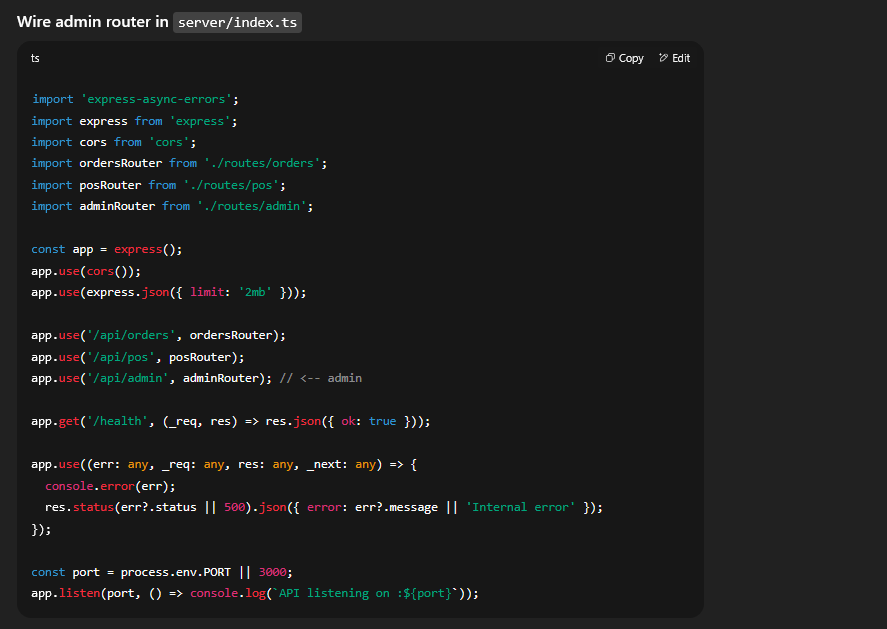 Wire admin router in server/index.ts
ts
Copy Edit
import 'express-async-errors';
import express from 'express';
import cors from 'cors';
import ordersRouter from './routes/orders';
import posRouter from './routes/pos';
import adminRouter from './routes/admin';
const app = express();
app.use(cors());
app.use(express.json({ limit: '2mb' }));
app.use('/api/orders', ordersRouter);
app.use('/api/pos', posRouter);
app.use('/api/admin', adminRouter); // <-- admin
app.get('/health', (_req, res) => res.json({ ok: true }));
app.use((err: any, _req: any, res: any, _next: any) => {
  console.error(err);
  res.status(err?.status || 500).json({ error: err?.message || 'Internal error' });
});
const port = process.env.PORT || 3000;
app.listen(port, () => console.log(`API listening on :${port}`));